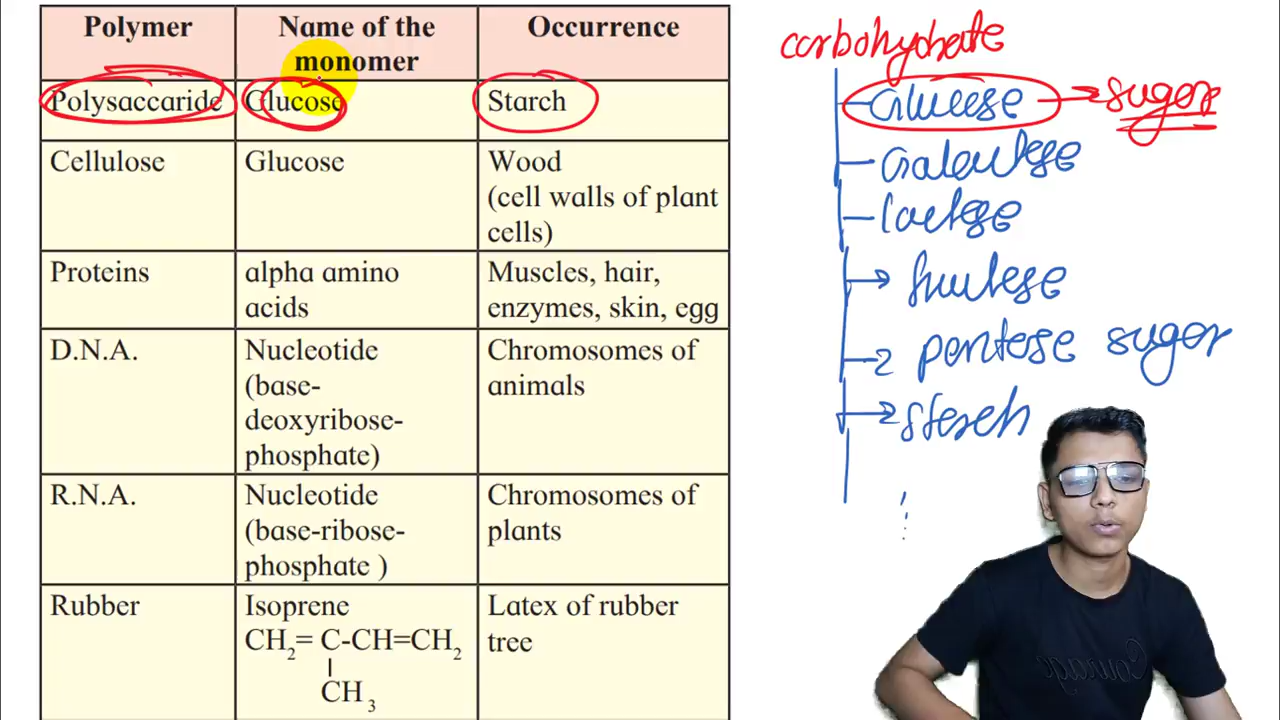 Polymer
Name of the
monomer
Occurrence
Polysaccaride
Glucose
Starch
Cellulose
Glucose
Wood
(cell walls of plant
cells)
Proteins
alpha amino
acids
Muscles, hair,
enzymes, skin, egg
D.N.A.
Nucleotide
(base-
deoxyribose-
phosphate)
Chromosomes of
animals
R.N.A.
Nucleotide
(base-ribose-
phosphate )
Chromosomes of
plants
Rubber
Isoprene
CH₂= C-CH=CH₂
CH₃
Latex of rubber
tree
carbohydrate
Glucose
suger
Galactose
lactose
fructose
pentose suger
starch
Courage